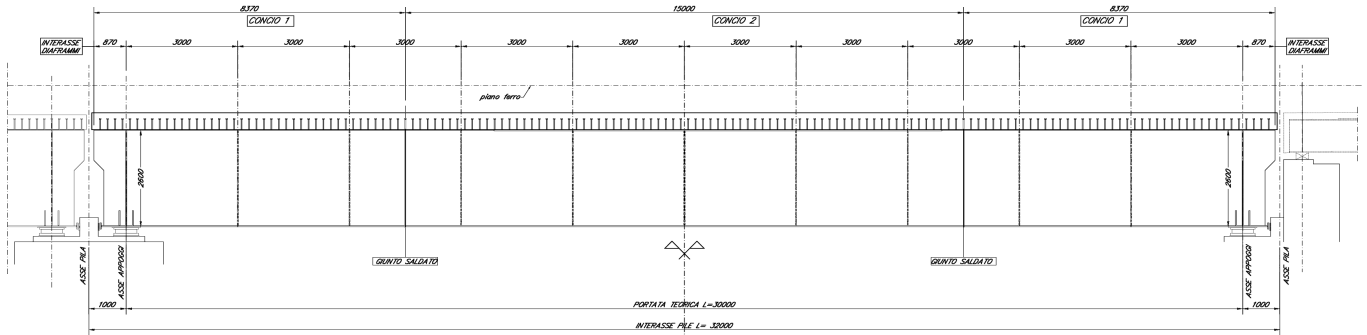 8370 15000 8370
CONCIO 1 CONCIO 2 CONCIO 1
INTERASSE
DIAFRAMMI
870 3000 3000 3000 3000 3000 3000 3000 3000 3000 3000 870
INTERASSE
DIAFRAMMI
piano ferro
2600 2600
ASSE PILA
ASSE APPOGGI
GIUNTO SALDATO
GIUNTO SALDATO
ASSE APPOGGI
ASSE PILA
1000 PORTATA TEORICA L=30000 1000
INTERASSE PILE L= 32000